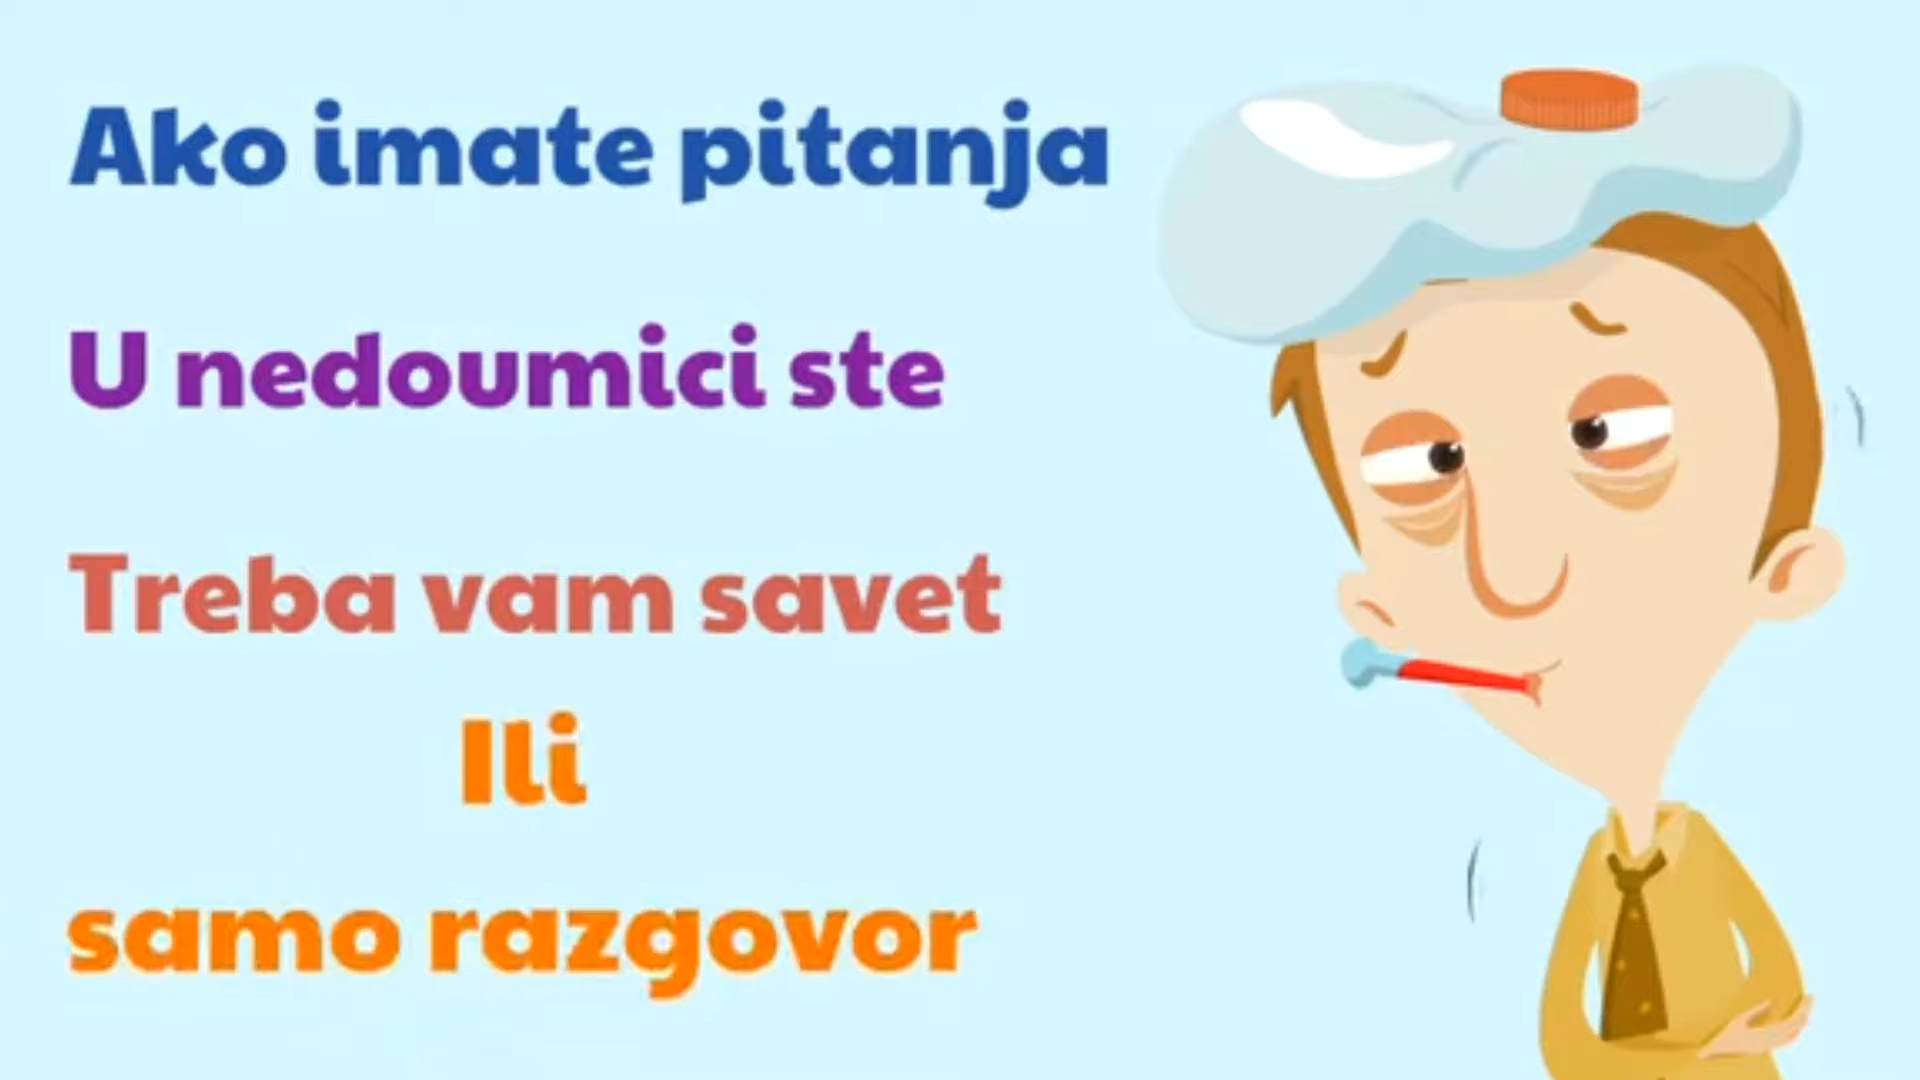 Ako imate pitanja
U nedoumici ste
Treba vam savet
Ili
samo razgovor